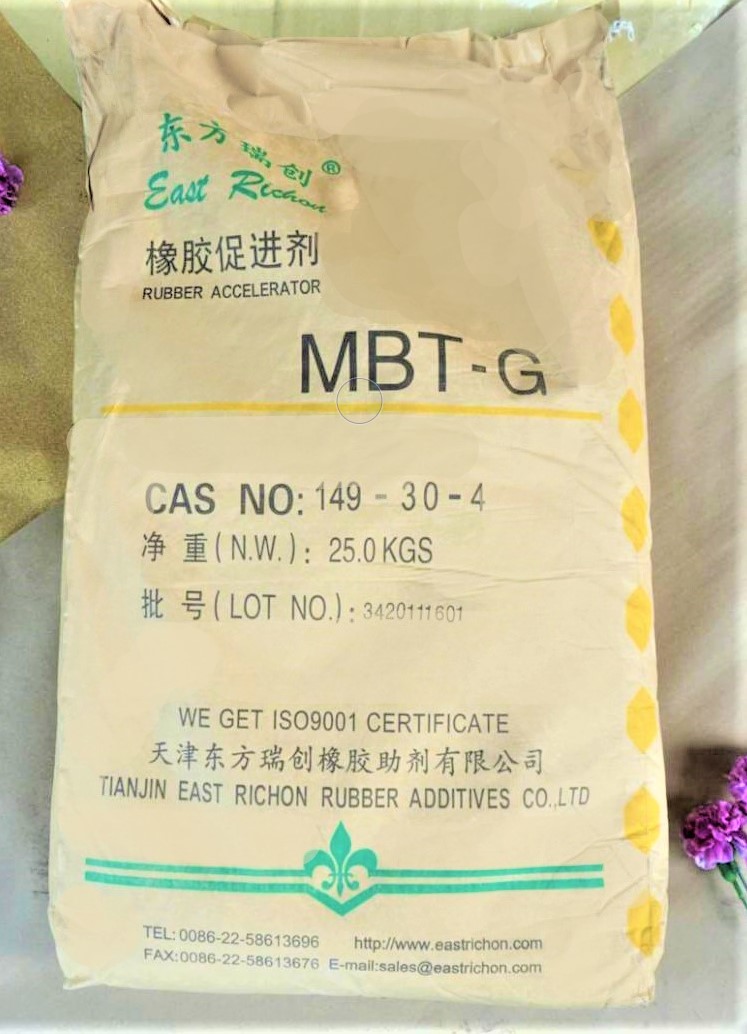 东方瑞创®
East Richon
橡胶促进剂
RUBBER ACCELERATOR
MBT-G
CAS NO: 149-30-4
净 重(N.W.): 25.0KGS
批 号(LOT NO.): 3420111601
WE GET ISO9001 CERTIFICATE
天津东方瑞创橡胶助剂有限公司
TIANJIN EAST RICHON RUBBER ADDITIVES CO.,LTD
TEL:0086-22-58613696 http://www.eastrichon.com
FAX:0086-22-58613676 E-mail:sales@eastrichon.com